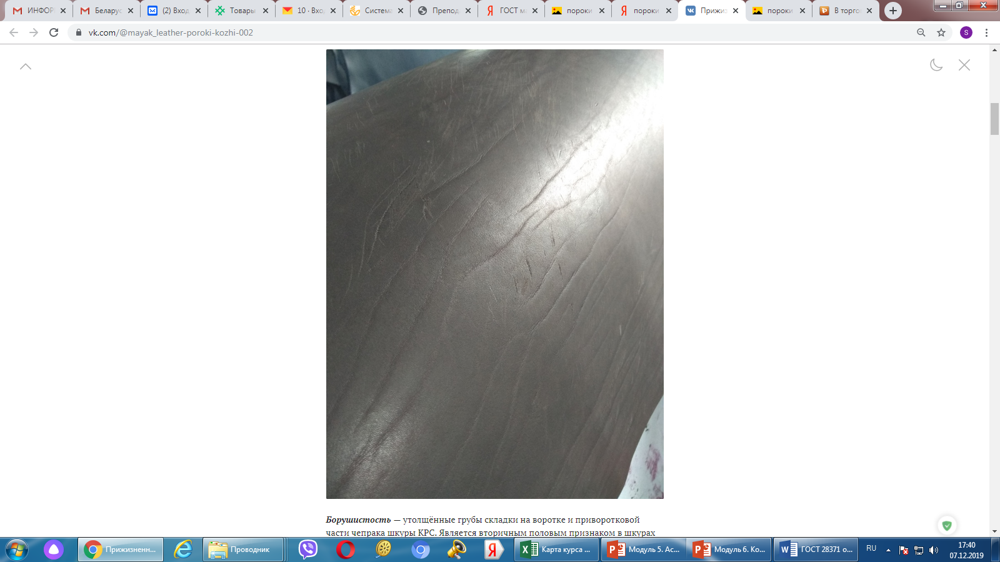 ИНФОР
Беларус
(2) Вход
Товары
10 · Вхо
Система
Препод
ГОСТ ма
пороки
пороки
Прижиз
пороки
В торго
vk.com/@mayak_leather-poroki-kozhi-002
S
Борушистость — утолщённые грубы складки на воротке и приворотковой
части чепрака шкуры КРС. Является вторичным половым признаком в шкурах
Прижизненн...
Проводник
Карта курса ...
Модуль 5. Ас...
Модуль 6. Ко...
ГОСТ 28371 о...
RU
17:40
07.12.2019